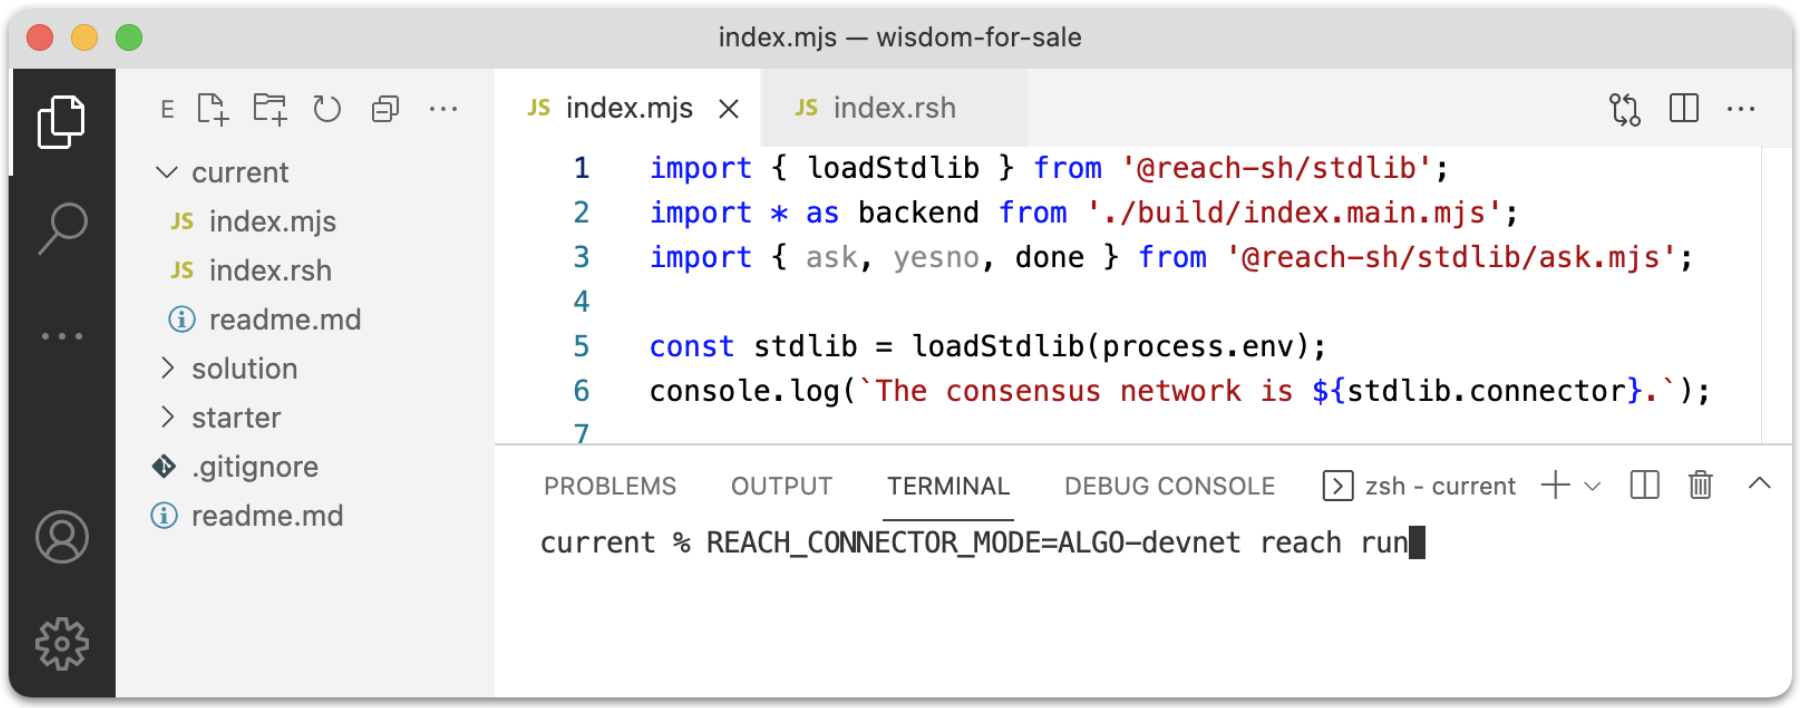 index.mjs — wisdom-for-sale
E
current
JS index.mjs
JS index.rsh
readme.md
solution
starter
.gitignore
readme.md
JS index.mjs
JS index.rsh
1 import { loadStdlib } from '@reach-sh/stdlib';
2 import * as backend from './build/index.main.mjs';
3 import { ask, yesno, done } from '@reach-sh/stdlib/ask.mjs';
4
5 const stdlib = loadStdlib(process.env);
6 console.log(`The consensus network is ${stdlib.connector}.`);
7
PROBLEMS OUTPUT TERMINAL DEBUG CONSOLE zsh - current
current % REACH_CONNECTOR_MODE=ALGO-devnet reach run